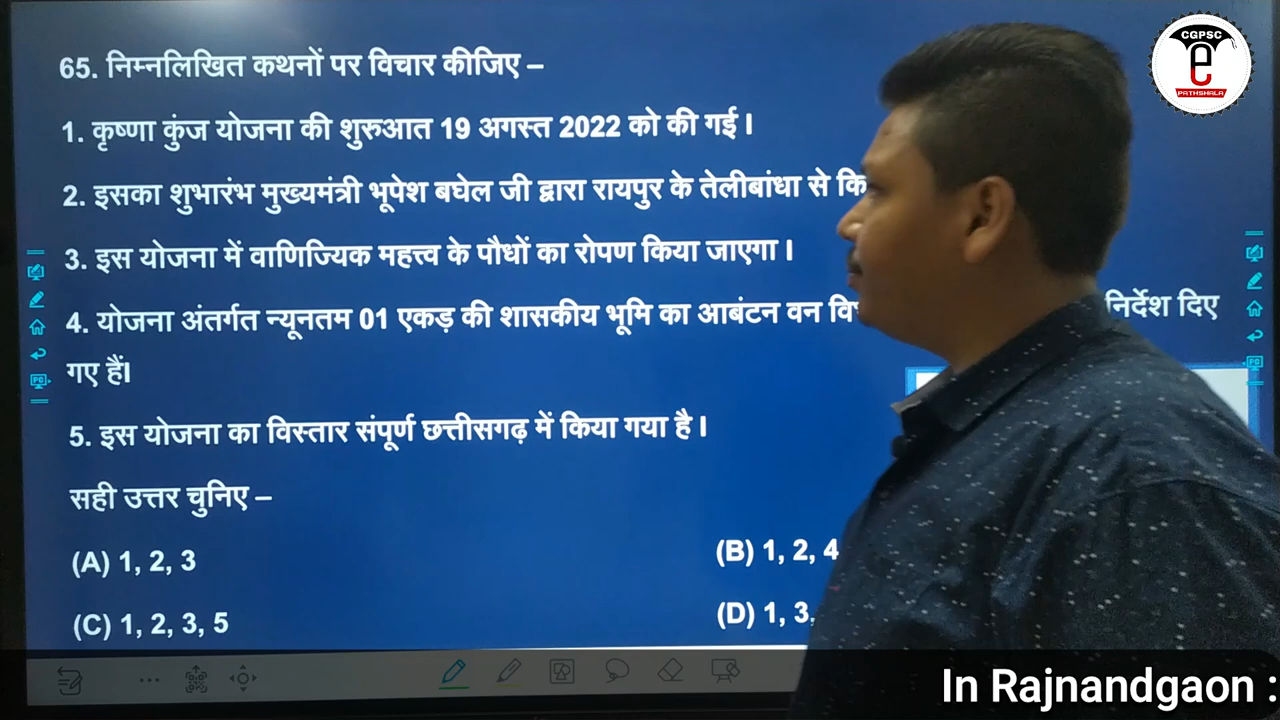 CGPSC
e
PATHSHALA
65. निम्नलिखित कथनों पर विचार कीजिए –
1. कृष्णा कुंज योजना की शुरुआत 19 अगस्त 2022 को की गई।
2. इसका शुभारंभ मुख्यमंत्री भूपेश बघेल जी द्वारा रायपुर के तेलीबांधा से
3. इस योजना में वाणिज्यिक महत्त्व के पौधों का रोपण किया जाएगा।
4. योजना अंतर्गत न्यूनतम 01 एकड़ की शासकीय भूमि का आबंटन वन निर्देश दिए
गए हैं।
5. इस योजना का विस्तार संपूर्ण छत्तीसगढ़ में किया गया है।
सही उत्तर चुनिए –
(A) 1, 2, 3
(B) 1, 2, 4
(C) 1, 2, 3, 5
(D) 1, 3,
In Rajnandgaon :